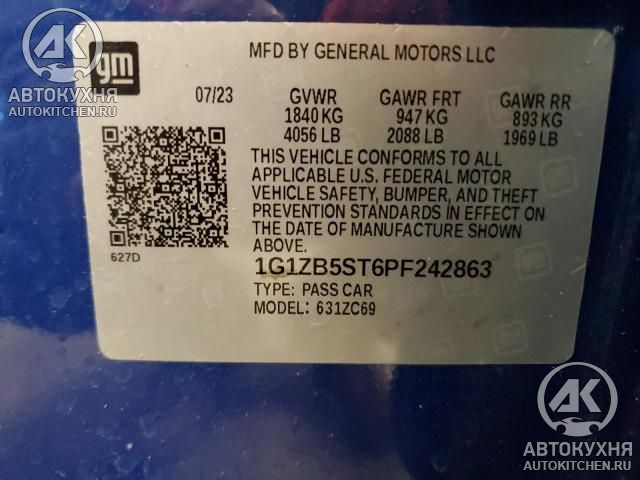 AK
АВТОКУХНЯ
AUTOKITCHEN.RU
gm
MFD BY GENERAL MOTORS LLC
07/23 GVWR GAWR FRT GAWR RR
1840 KG 947 KG 893 KG
4056 LB 2088 LB 1969 LB
THIS VEHICLE CONFORMS TO ALL
APPLICABLE U.S. FEDERAL MOTOR
VEHICLE SAFETY, BUMPER, AND THEFT
PREVENTION STANDARDS IN EFFECT ON
THE DATE OF MANUFACTURE SHOWN
ABOVE.
627D
1G1ZB5ST6PF242863
TYPE: PASS CAR
MODEL: 631ZC69
AK
АВТОКУХНЯ
AUTOKITCHEN.RU